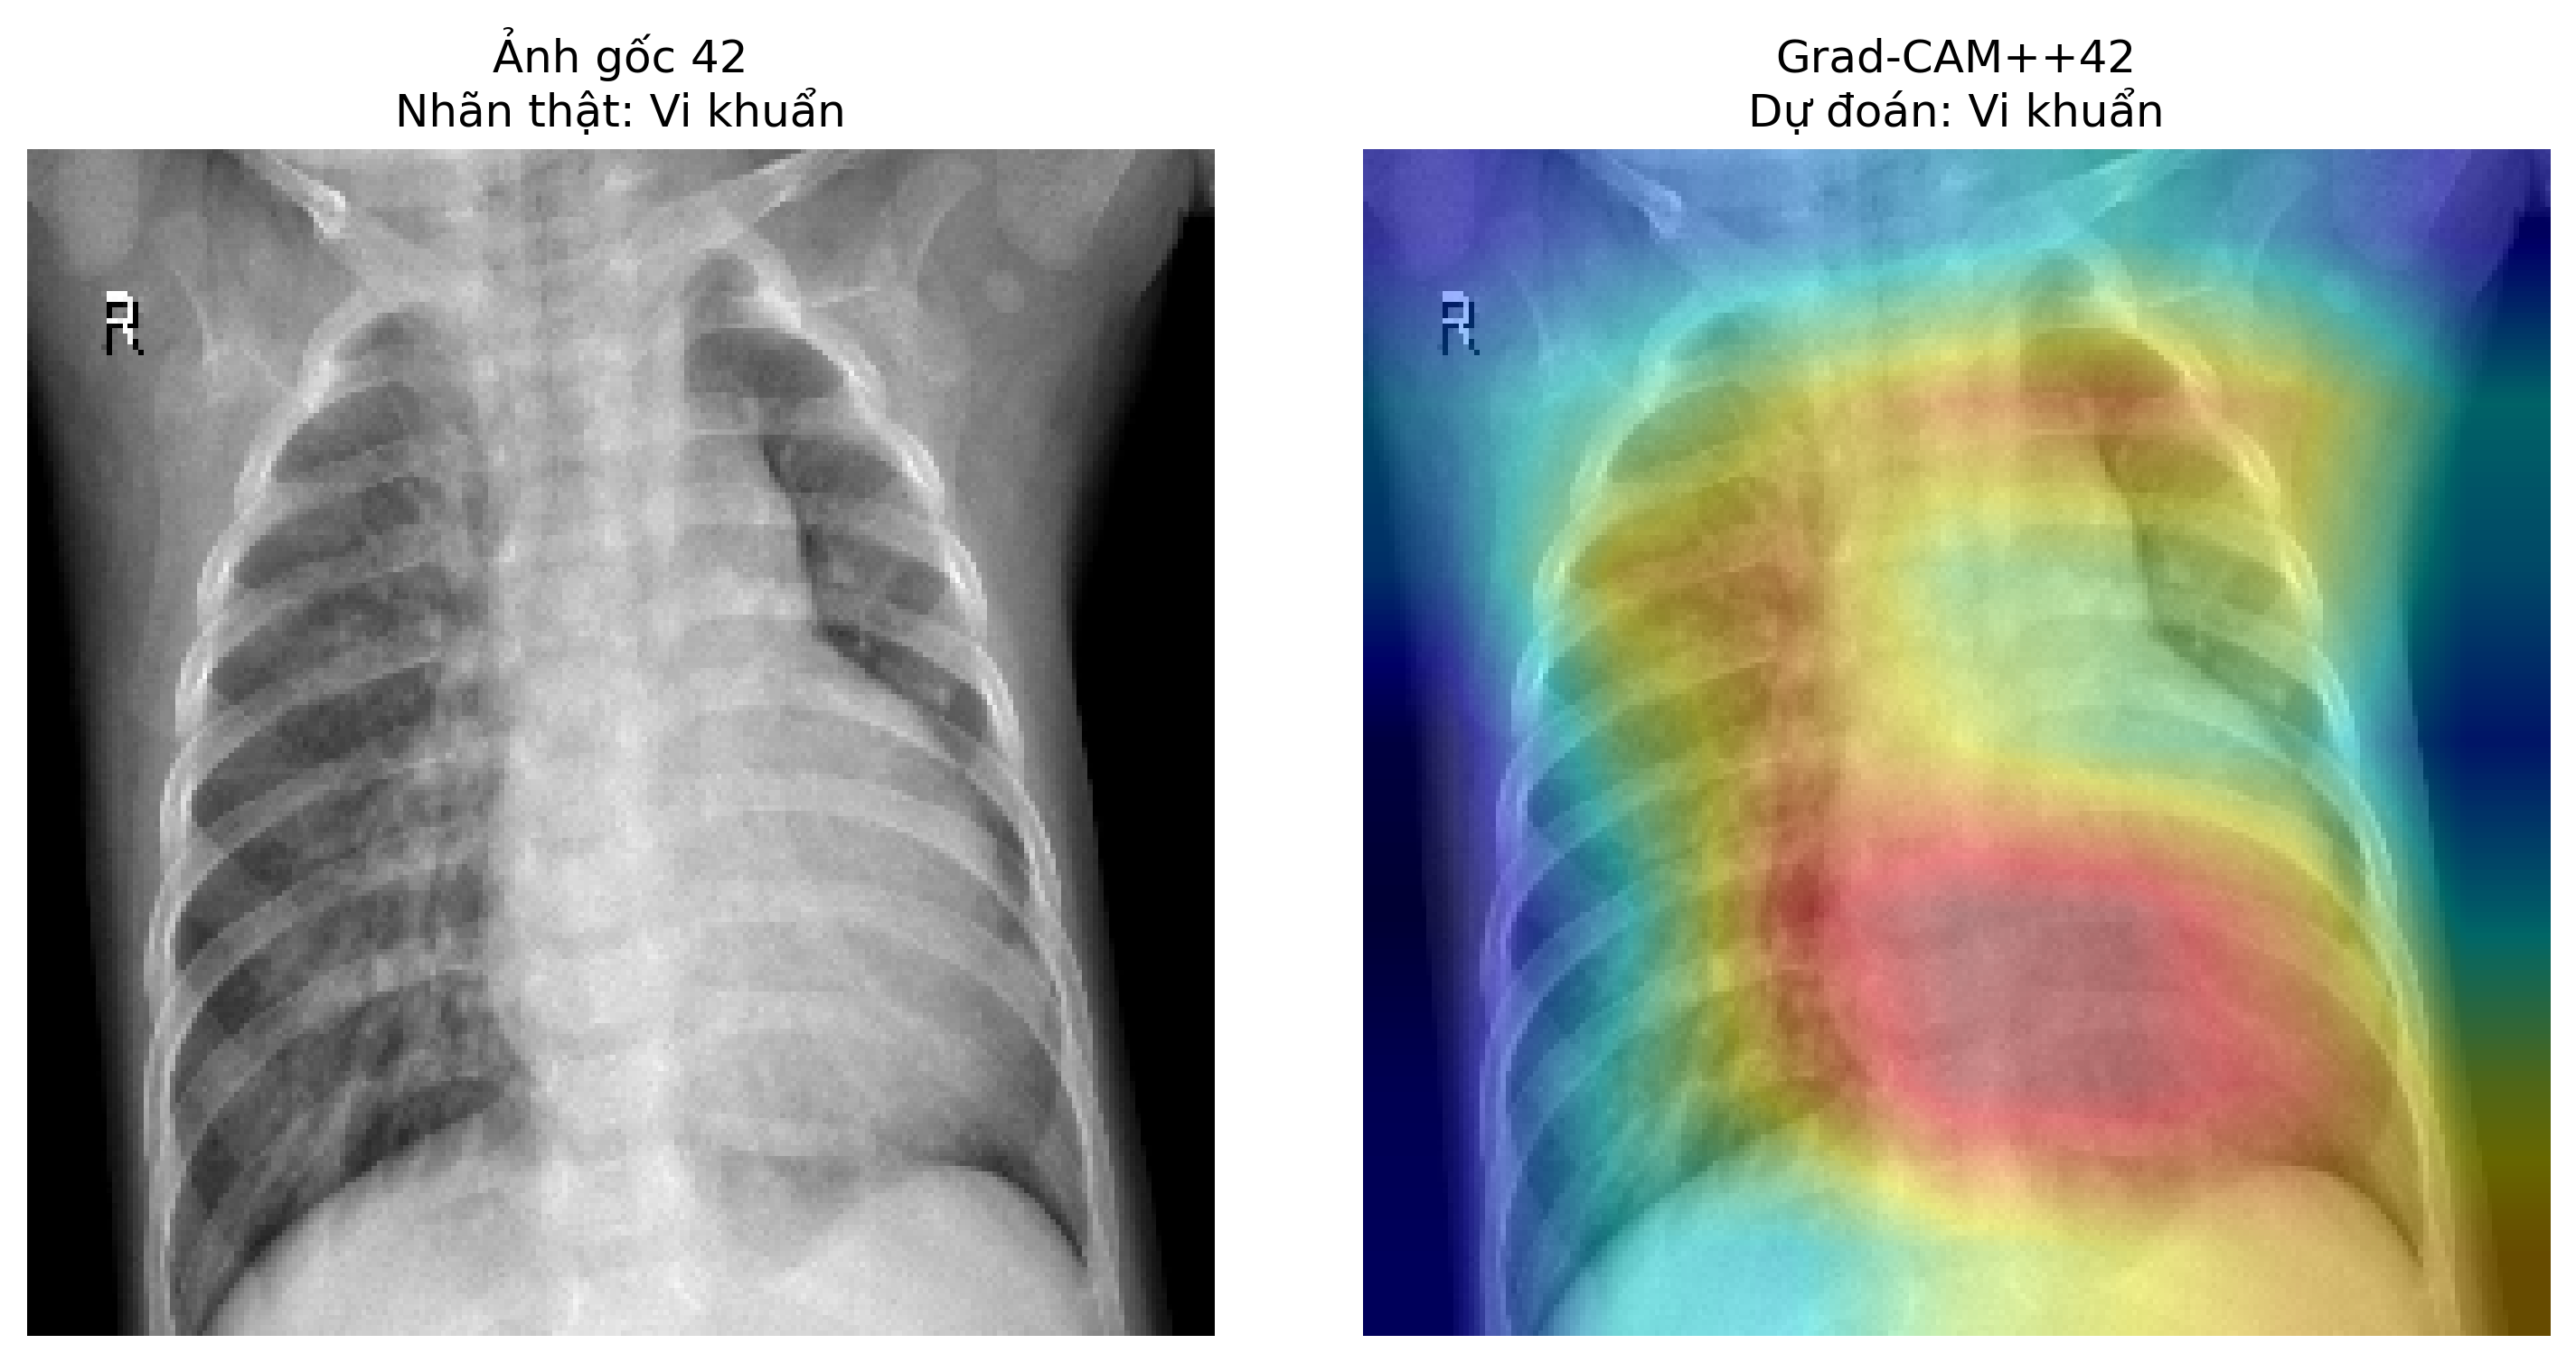 Ảnh gốc 42
Nhãn thật: Vi khuẩn
Grad-CAM++42
Dự đoán: Vi khuẩn
R
R